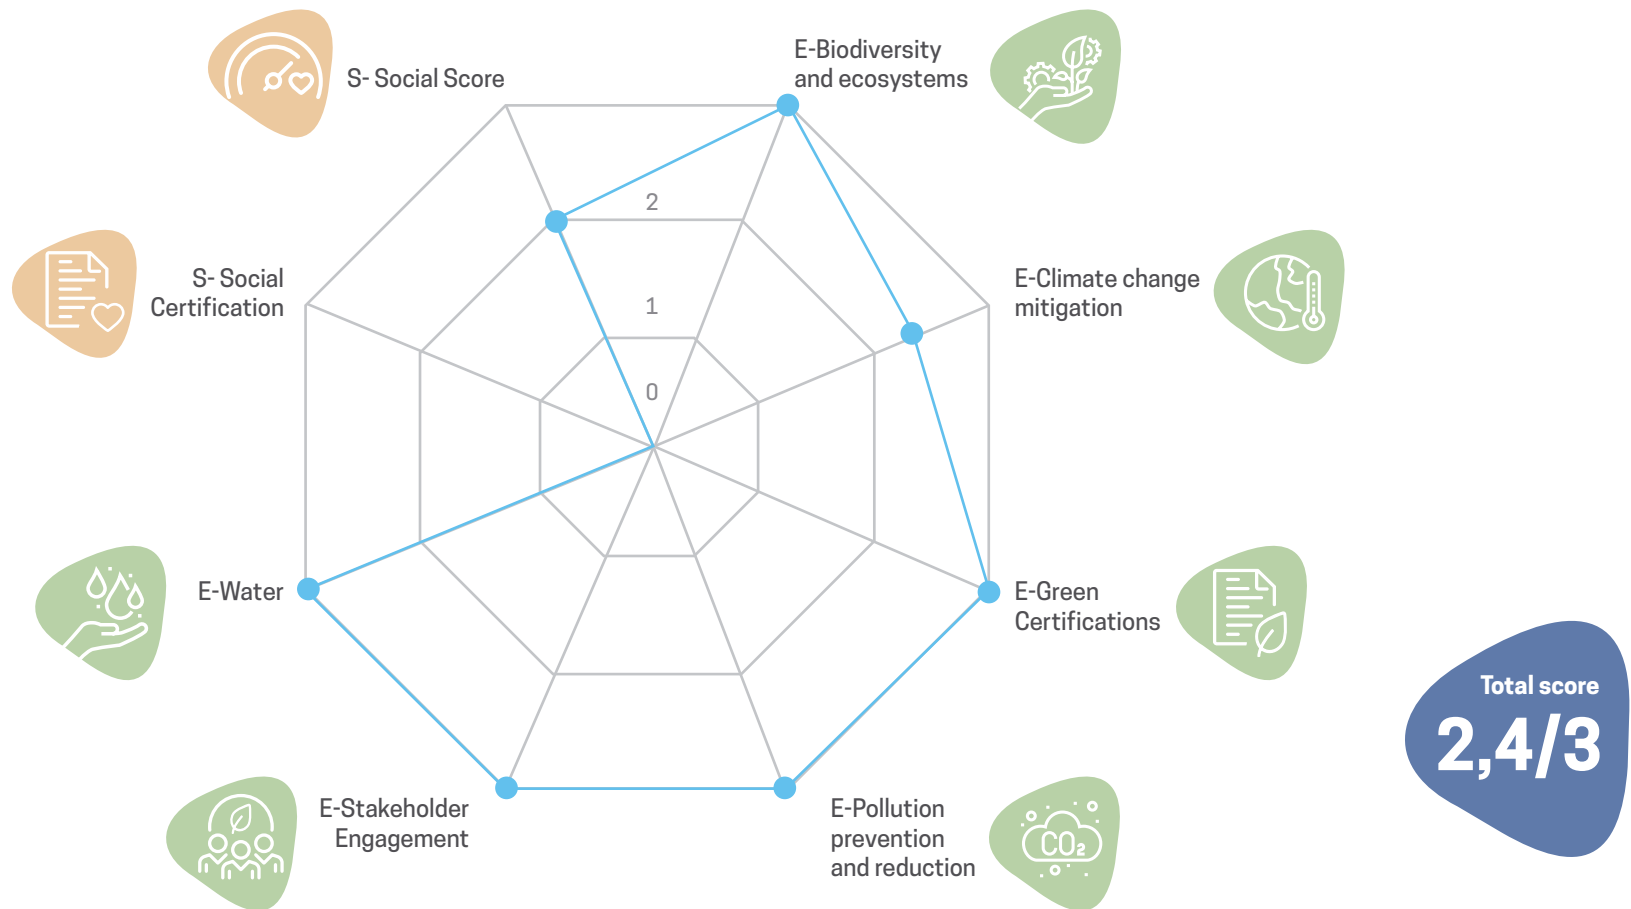 E-Biodiversity
and ecosystems
S- Social Score
2
E-Climate change
mitigation
S- Social
Certification
1
0
E-Water
E-Green
Certifications
Total score
2,4/3
E-Stakeholder
Engagement
E-Pollution
prevention
and reduction
CO2